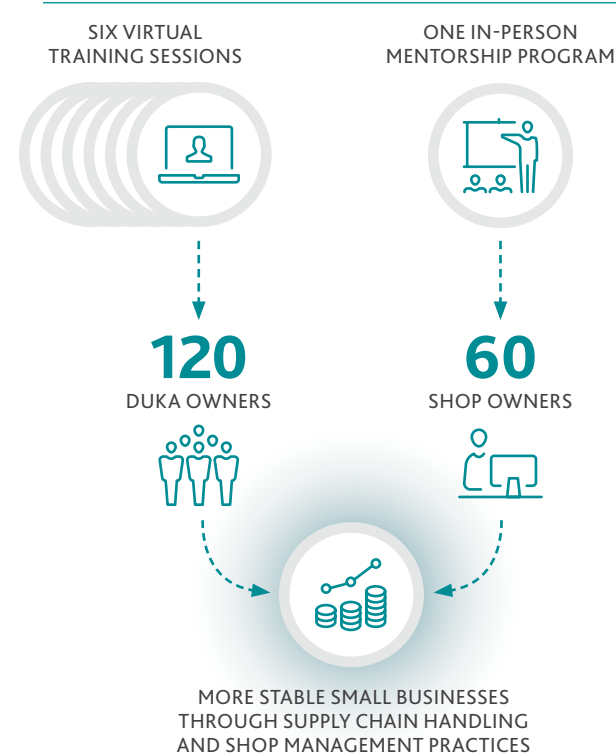 SIX VIRTUAL
TRAINING SESSIONS
ONE IN-PERSON
MENTORSHIP PROGRAM
120
DUKA OWNERS
60
SHOP OWNERS
MORE STABLE SMALL BUSINESSES
THROUGH SUPPLY CHAIN HANDLING
AND SHOP MANAGEMENT PRACTICES